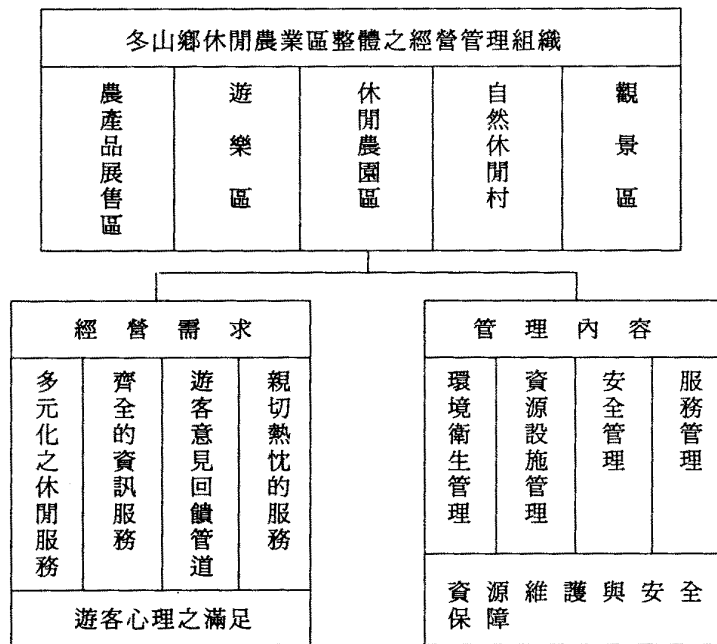 冬山鄉休閒農業區整體之經營管理組織
農產品展售區
遊樂區
休閒農園區
自然休閒村
觀景區
經營需求
多元化之休閒服務
齊全的資訊服務
遊客意見回饋管道
親切熱忱的服務
遊客心理之滿足
管理內容
環境衛生管理
資源設施管理
安全管理
服務管理
資源維護與安全
保障